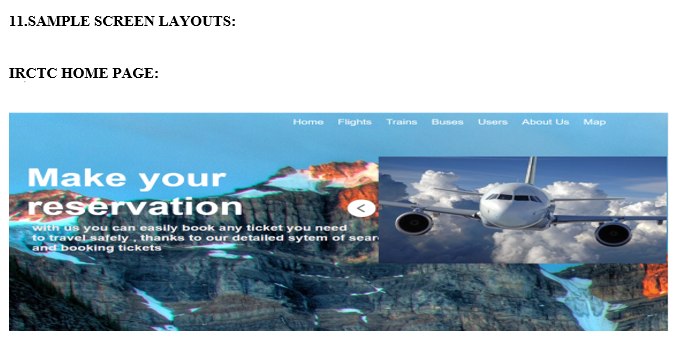 11.SAMPLE SCREEN LAYOUTS:
IRCTC HOME PAGE:
Home Flights Trains Buses Users About Us Map
Make your
reservation
with us you can easily book any ticket you need
to travel safely , thanks to our detailed sytem of sear
and booking tickets